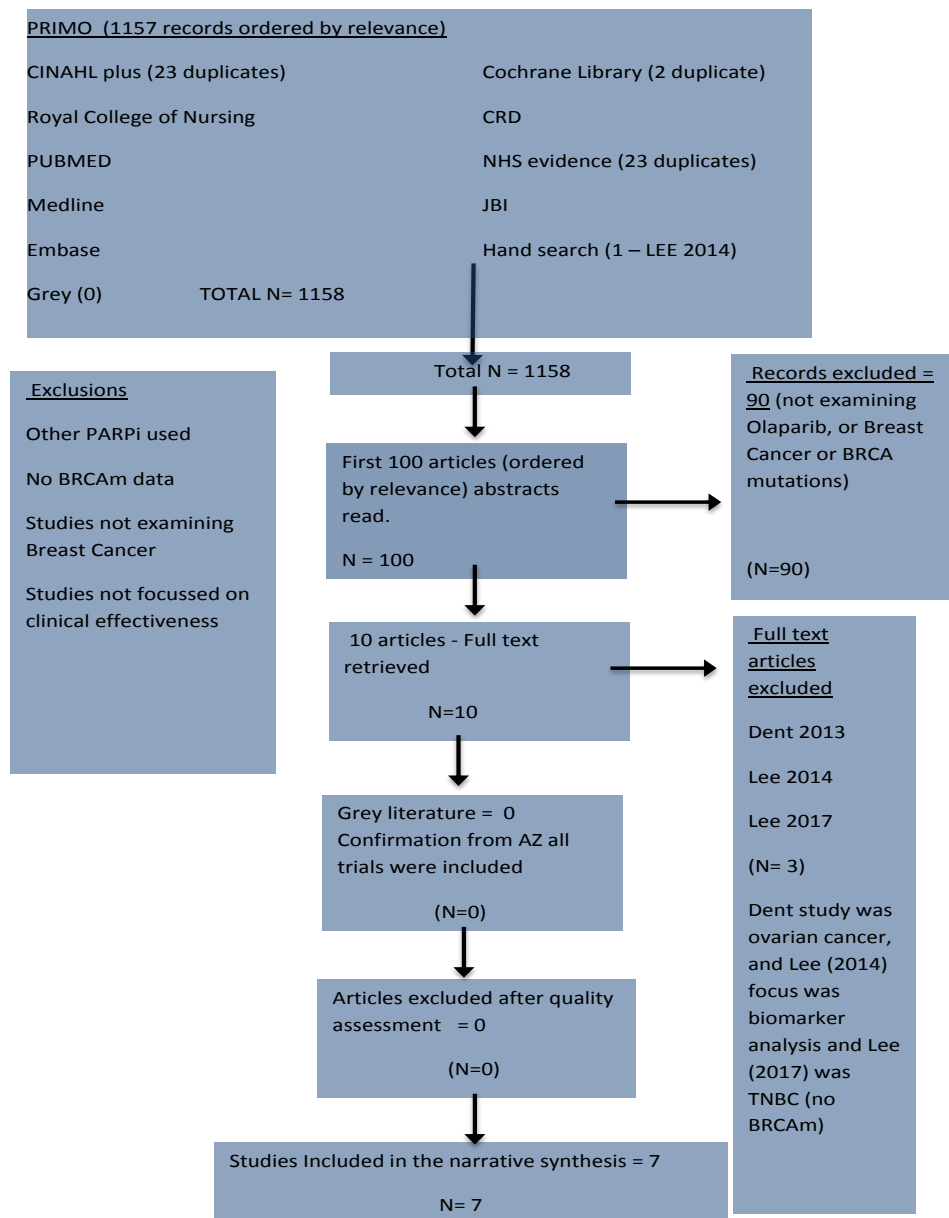 PRIMO (1157 records ordered by relevance)
CINAHL plus (23 duplicates)
Cochrane Library (2 duplicate)
Royal College of Nursing
CRD
PUBMED
NHS evidence (23 duplicates)
Medline
JBI
Embase
Hand search (1 – LEE 2014)
Grey (0) TOTAL N= 1158
Total N = 1158
Exclusions
Other PARPi used
No BRCAm data
Studies not examining
Breast Cancer
Studies not focussed on
clinical effectiveness
First 100 articles (ordered
by relevance) abstracts
read.
N = 100
Records excluded =
90 (not examining
Olaparib, or Breast
Cancer or BRCA
mutations)
(N=90)
10 articles - Full text
retrieved
N=10
Full text
articles
excluded
Dent 2013
Lee 2014
Lee 2017
(N= 3)
Dent study was
ovarian cancer,
and Lee (2014)
focus was
biomarker
analysis and Lee
(2017) was
TNBC (no
BRCAm)
Grey literature = 0
Confirmation from AZ all
trials were included
(N=0)
Articles excluded after quality
assessment = 0
(N=0)
Studies Included in the narrative synthesis = 7
N= 7